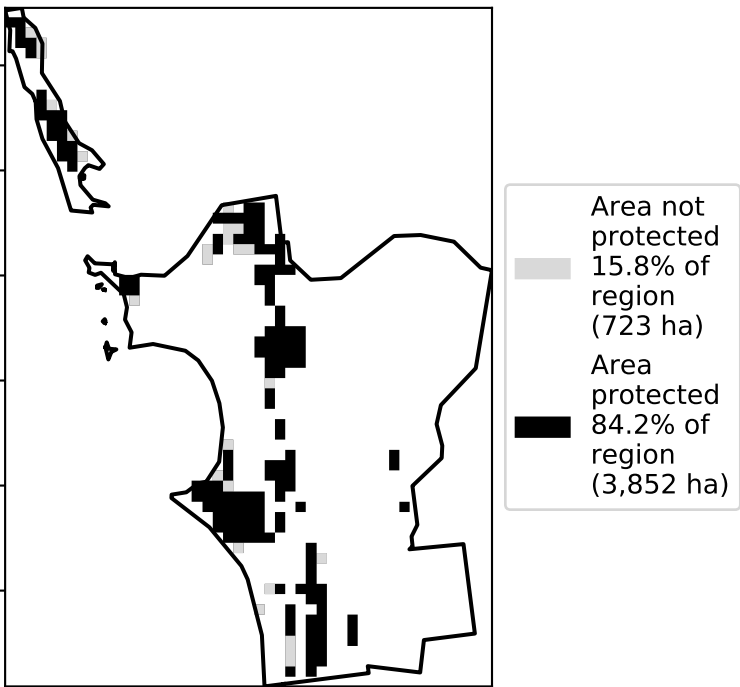 Area not
protected
15.8% of
region
(723 ha)
Area
protected
84.2% of
region
(3,852 ha)